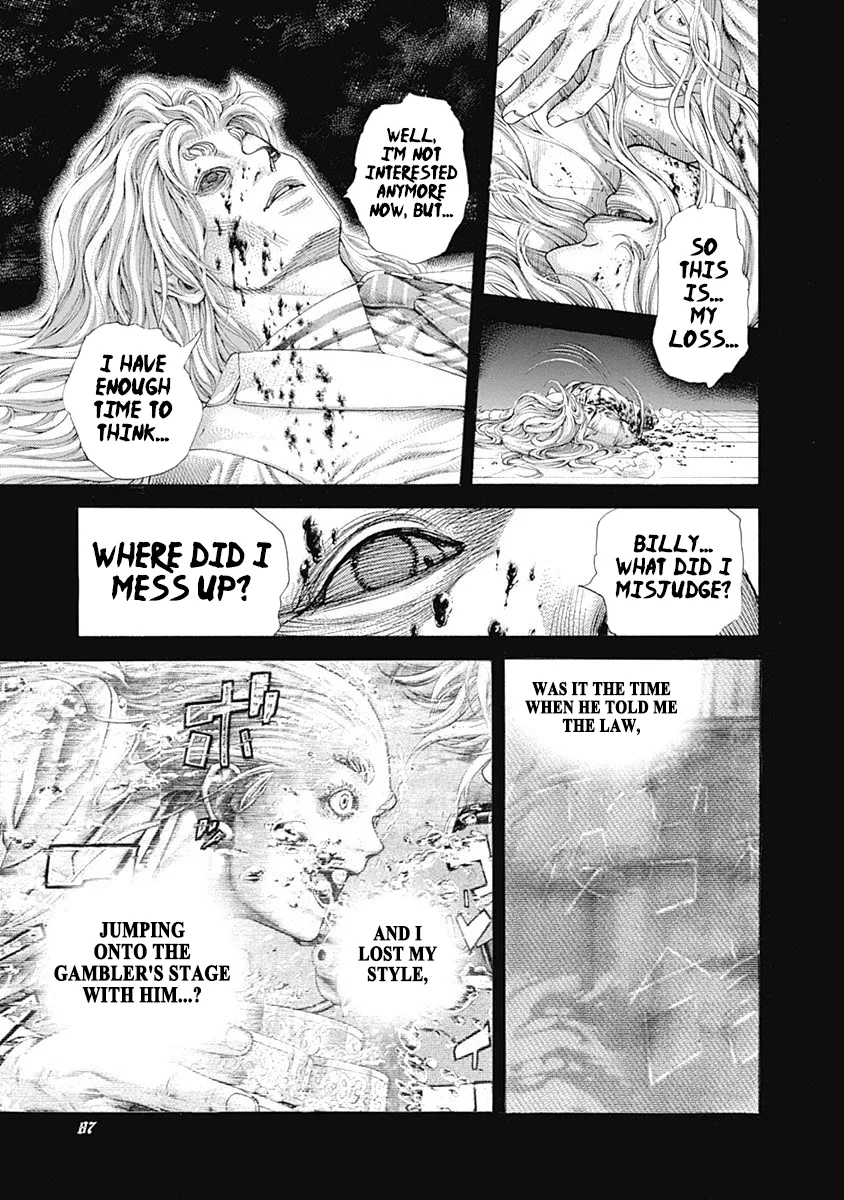 SO
THIS
IS...
MY
LOSS...
WELL,
I'M NOT
INTERESTED
ANYMORE
NOW, BUT...
I HAVE
ENOUGH
TIME TO
THINK...
BILLY...
WHAT DID I
MISJUDGE?
WHERE DID I
MESS UP?
WAS IT THE TIME
WHEN HE TOLD ME
THE LAW,
AND I
LOST MY
STYLE,
JUMPING
ONTO THE
GAMBLER'S STAGE
WITH HIM...?
87